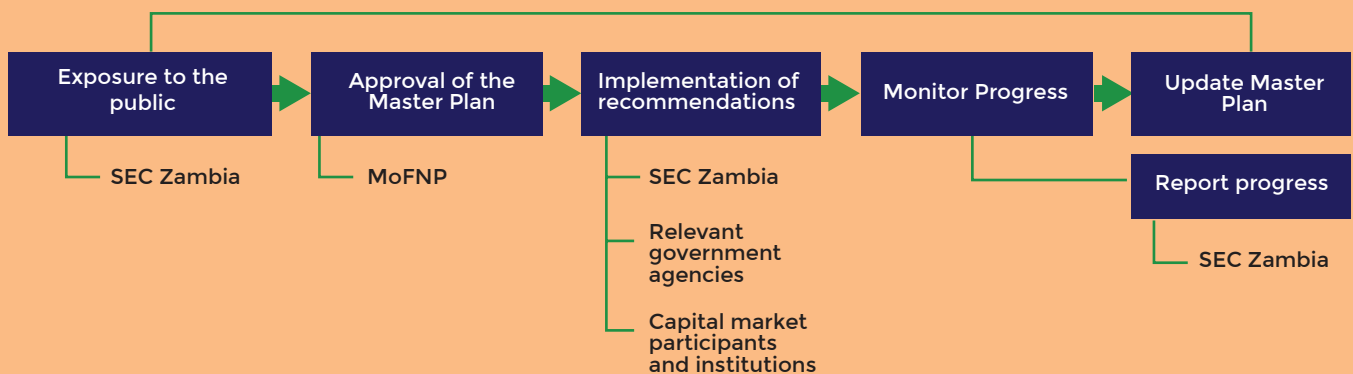 Exposure to the
public
Approval of the
Master Plan
Implementation of
recommendations
Monitor Progress
Update Master
Plan
SEC Zambia
MoFNP
SEC Zambia
Relevant
government
agencies
Capital market
participants
and institutions
Report progress
SEC Zambia